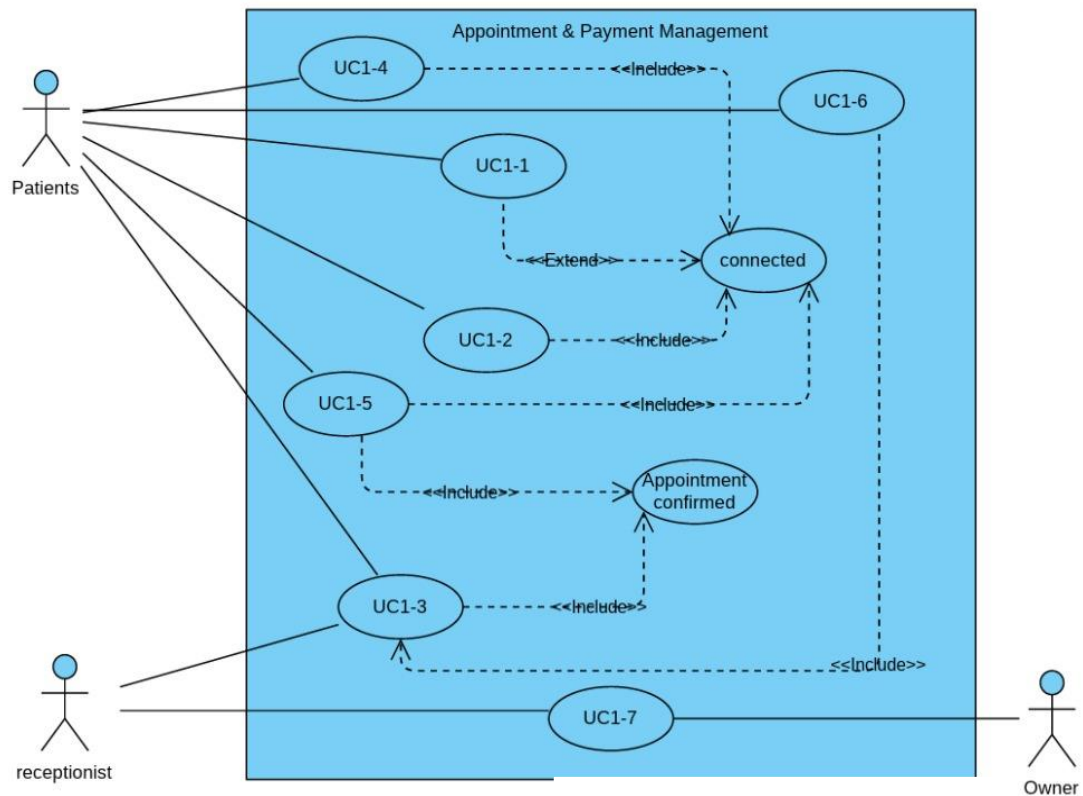 Appointment & Payment Management
UC1-4
<<Include>>
UC1-6
Patients
UC1-1
<<Extend>>
connected
UC1-2
<<Include>>
UC1-5
<<Include>>
<<Include>>
Appointment
confirmed
UC1-3
<<Include>>
<<Include>>
receptionist
UC1-7
Owner